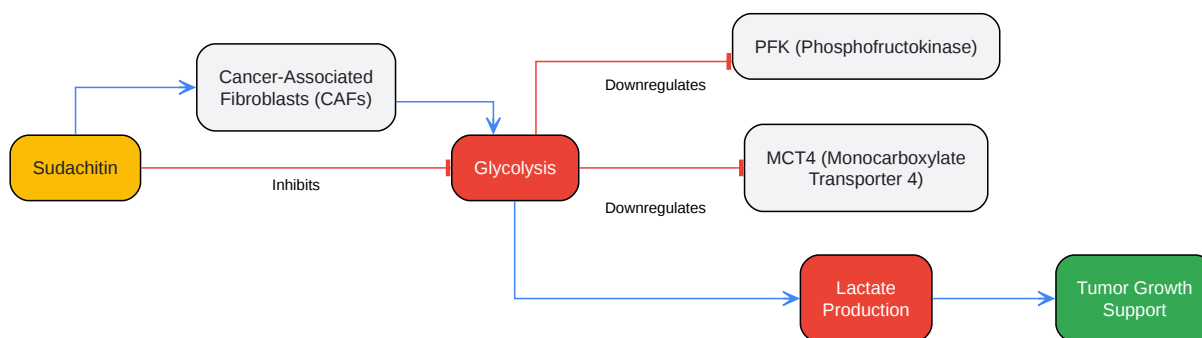 PFK (Phosphofructokinase)
Cancer-Associated
Fibroblasts (CAFs)
Downregulates
Sudachitin
Inhibits
Glycolysis
MCT4 (Monocarboxylate
Transporter 4)
Downregulates
Lactate
Production
Tumor Growth
Support